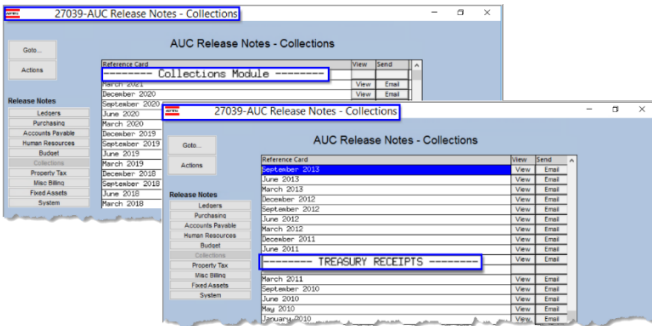 27039-AUC Release Notes - Collections
AUC Release Notes - Collections
Goto...
Actions
Reference Card View Send
-------- Collections Module --------
March 2021 View Email
December 2020 View Email
September 2020
June 2020
March 2020
December 2019
September 2019
June 2019
March 2019
December 2018
September 2018
June 2018
March 2018
Release Notes
Ledgers
Purchasing
Accounts Payable
Human Resources
Budget
Collections
Property Tax
Misc Billing
Fixed Assets
System
27039-AUC Release Notes - Collections
AUC Release Notes - Collections
Goto...
Actions
Reference Card View Send
September 2013 View Email
June 2013 View Email
March 2013 View Email
December 2012 View Email
September 2012 View Email
June 2012 View Email
March 2012 View Email
December 2011 View Email
June 2011 View Email
-------- TREASURY RECEIPTS -------- View Email
March 2011 View Email
September 2010 View Email
June 2010 View Email
May 2010 View Email
January 2010 View Email
Release Notes
Ledgers
Purchasing
Accounts Payable
Human Resources
Budget
Collections
Property Tax
Misc Billing
Fixed Assets
System